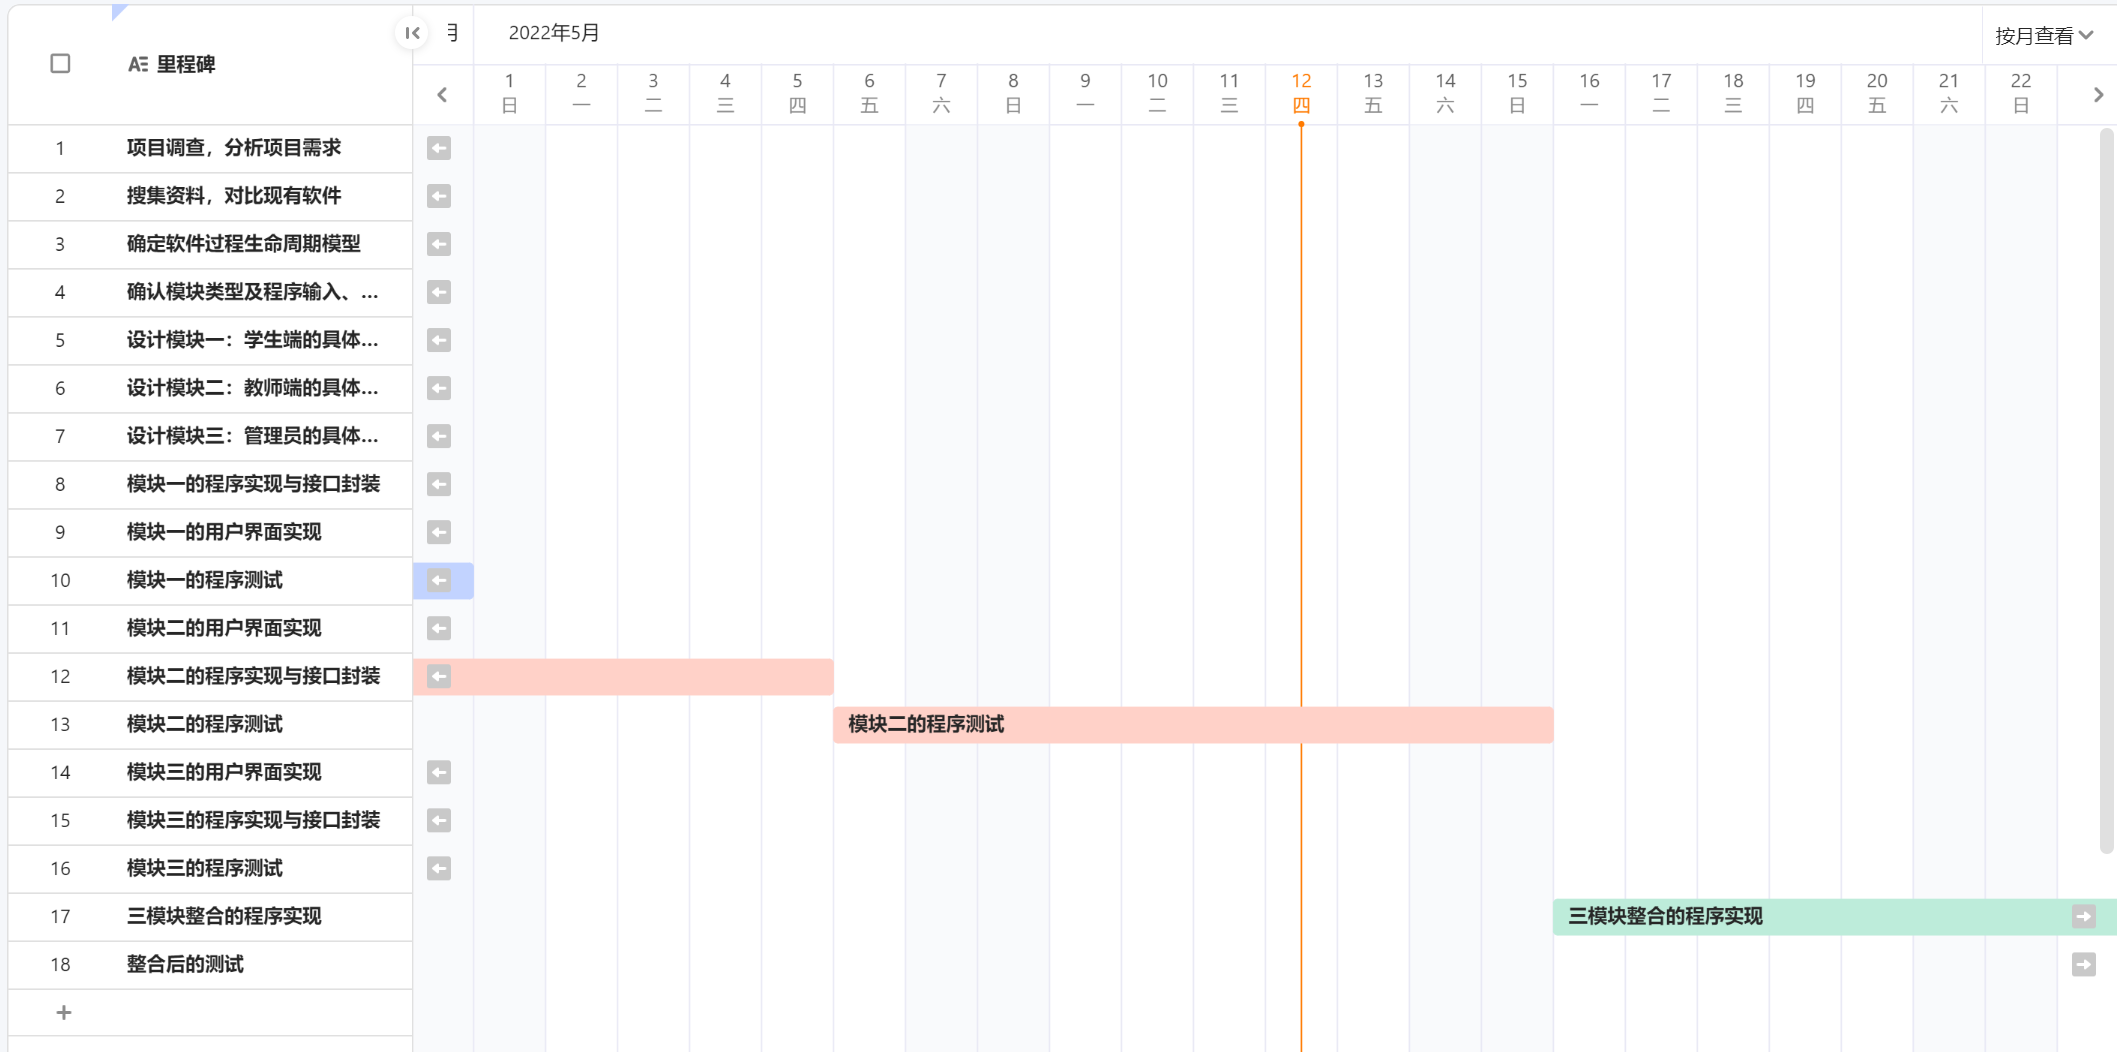 月
2022年5月
按月查看
里程碑
1 2 3 4 5 6 7 8 9 10 11 12 13 14 15 16 17 18 19 20 21 22
日 一 二 三 四 五 六 日 一 二 三 四 五 六 日 一 二 三 四 五 六 日
1 项目调查，分析项目需求
2 搜集资料，对比现有软件
3 确定软件过程生命周期模型
4 确认模块类型及程序输入、...
5 设计模块一：学生端的具体...
6 设计模块二：教师端的具体...
7 设计模块三：管理员的具体...
8 模块一的程序实现与接口封装
9 模块一的用户界面实现
10 模块一的程序测试
11 模块二的用户界面实现
12 模块二的程序实现与接口封装
13 模块二的程序测试 模块二的程序测试
14 模块三的用户界面实现
15 模块三的程序实现与接口封装
16 模块三的程序测试
17 三模块整合的程序实现 三模块整合的程序实现
18 整合后的测试